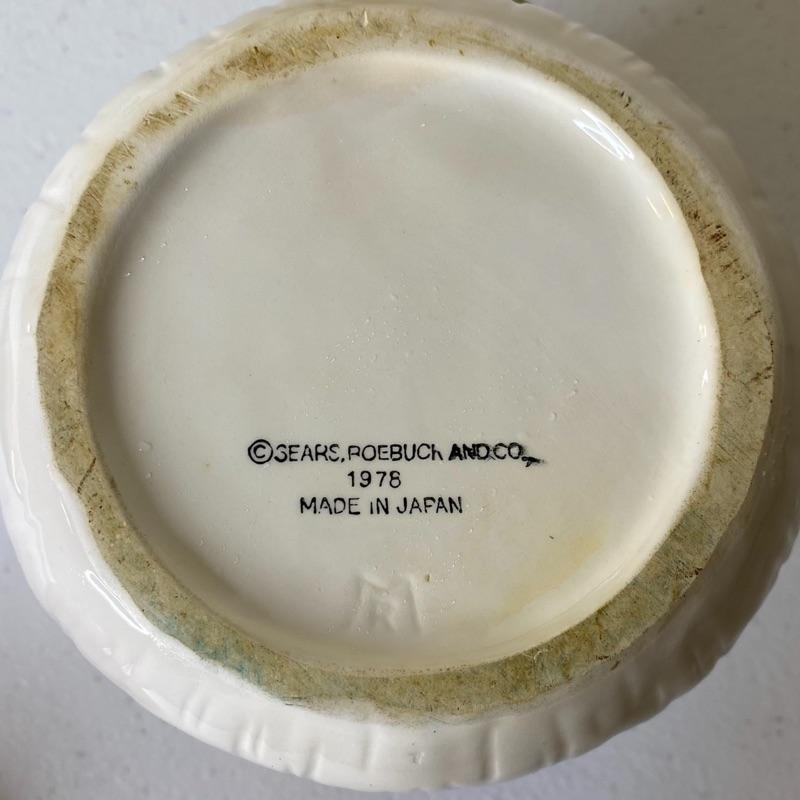 ©SEARS, ROEBUCK AND CO.
1978
MADE IN JAPAN